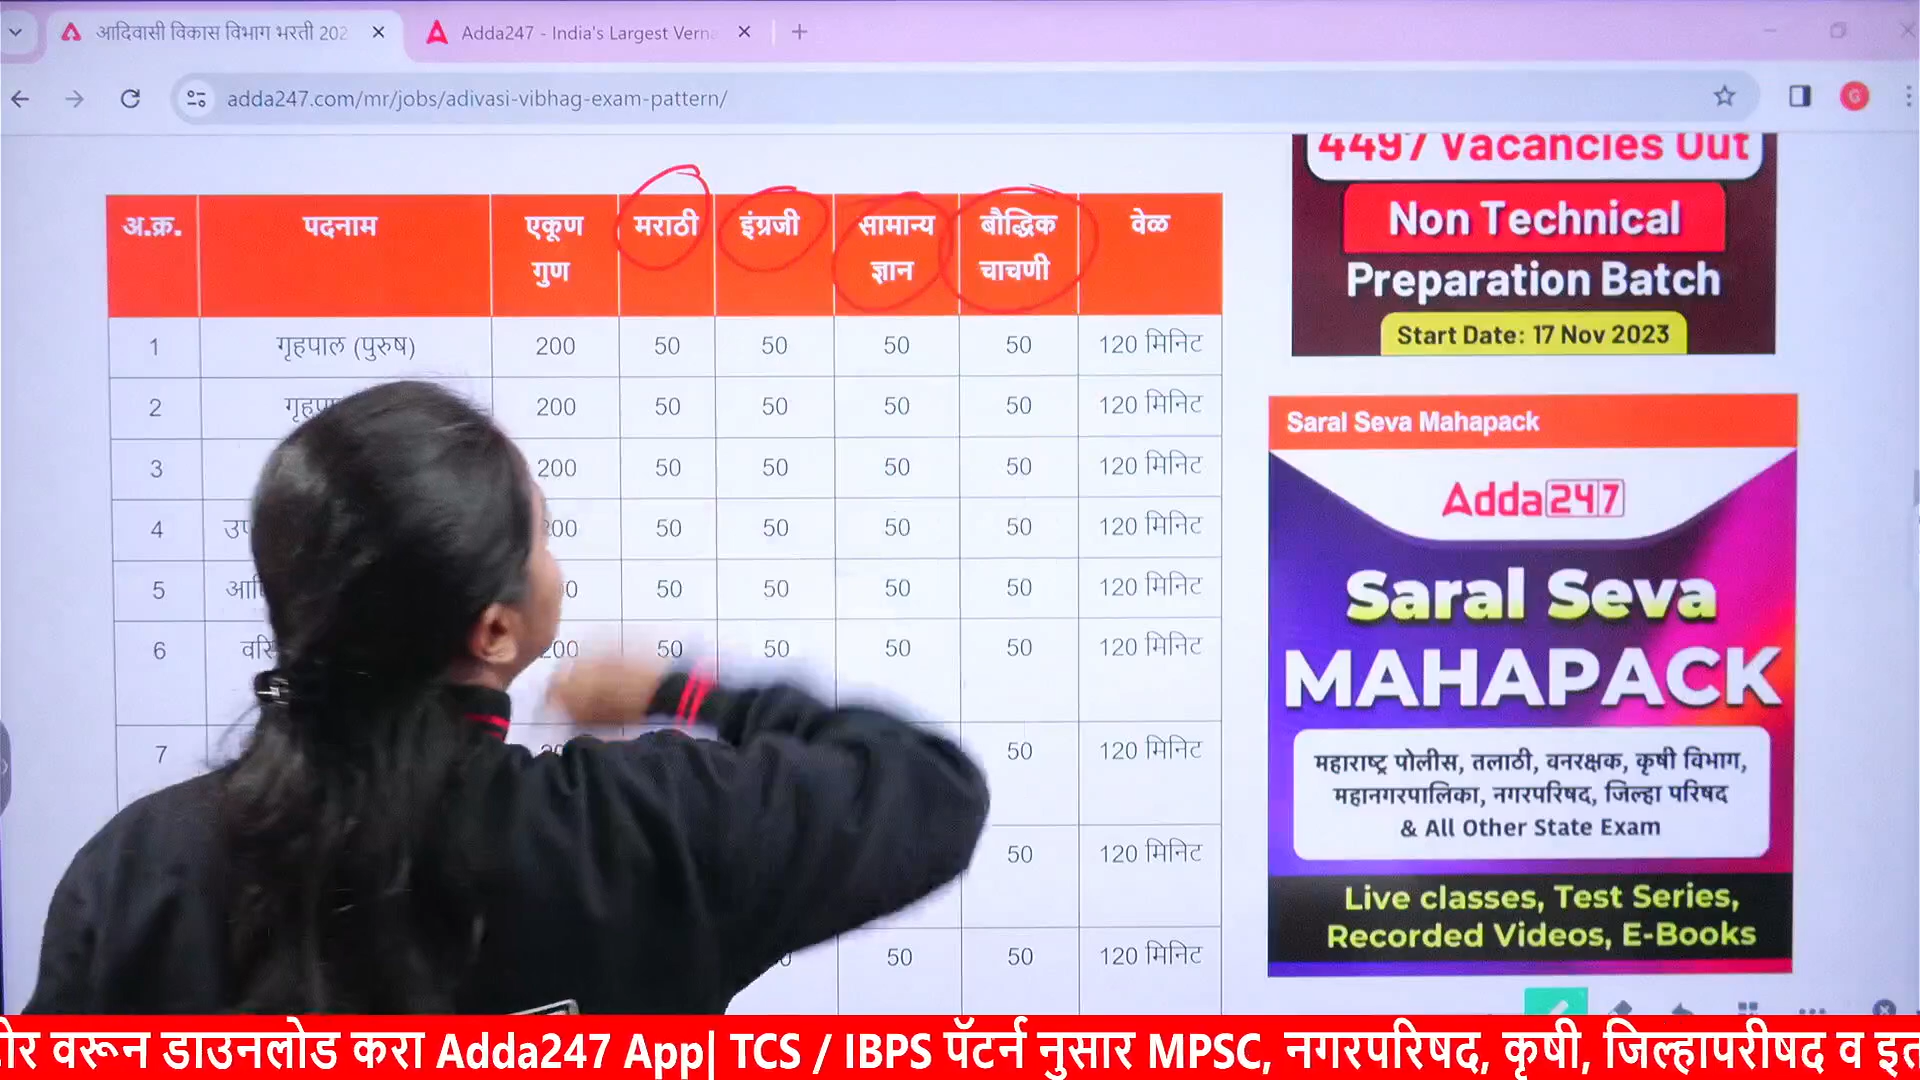 आदिवासी विकास विभाग भरती 202
Adda247 - India's Largest Verna
adda247.com/mr/jobs/adivasi-vibhag-exam-pattern/
4497 Vacancies Out
Non Technical
Preparation Batch
Start Date: 17 Nov 2023
अ.क्र. पदनाम एकूण गुण मराठी इंग्रजी सामान्य ज्ञान बौद्धिक चाचणी वेळ
1 गृहपाल (पुरुष) 200 50 50 50 50 120 मिनिट
2 200 50 50 50 50 120 मिनिट
3 200 50 50 50 50 120 मिनिट
4 50 50 50 50 120 मिनिट
5 50 50 50 50 120 मिनिट
6 200 50 50 50 50 120 मिनिट
7 50 120 मिनिट
50 120 मिनिट
50 50 120 मिनिट
Saral Seva Mahapack
Adda247
Saral Seva
MAHAPACK
महाराष्ट्र पोलीस, तलाठी, वनरक्षक, कृषी विभाग,
महानगरपालिका, नगरपरिषद, जिल्हा परिषद
& All Other State Exam
Live classes, Test Series,
Recorded Videos, E-Books
वरून डाउनलोड करा Adda247 App| TCS / IBPS पॅटर्न नुसार MPSC, नगरपरिषद, कृषी, जिल्हापरीषद व